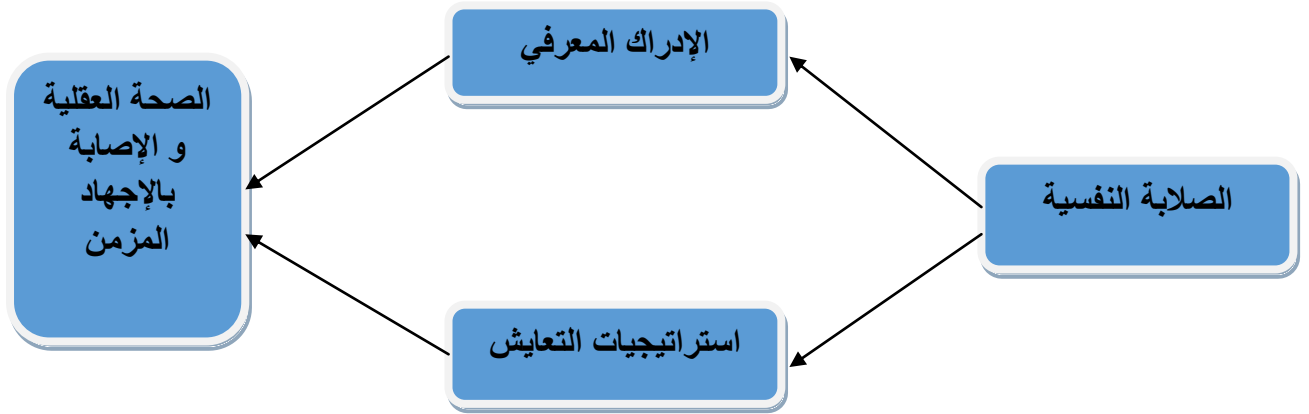 الصلابة النفسية
الإدراك المعرفي
استراتيجيات التعايش
الصحة العقلية
و الإصابة
بالإجهاد
المزمن